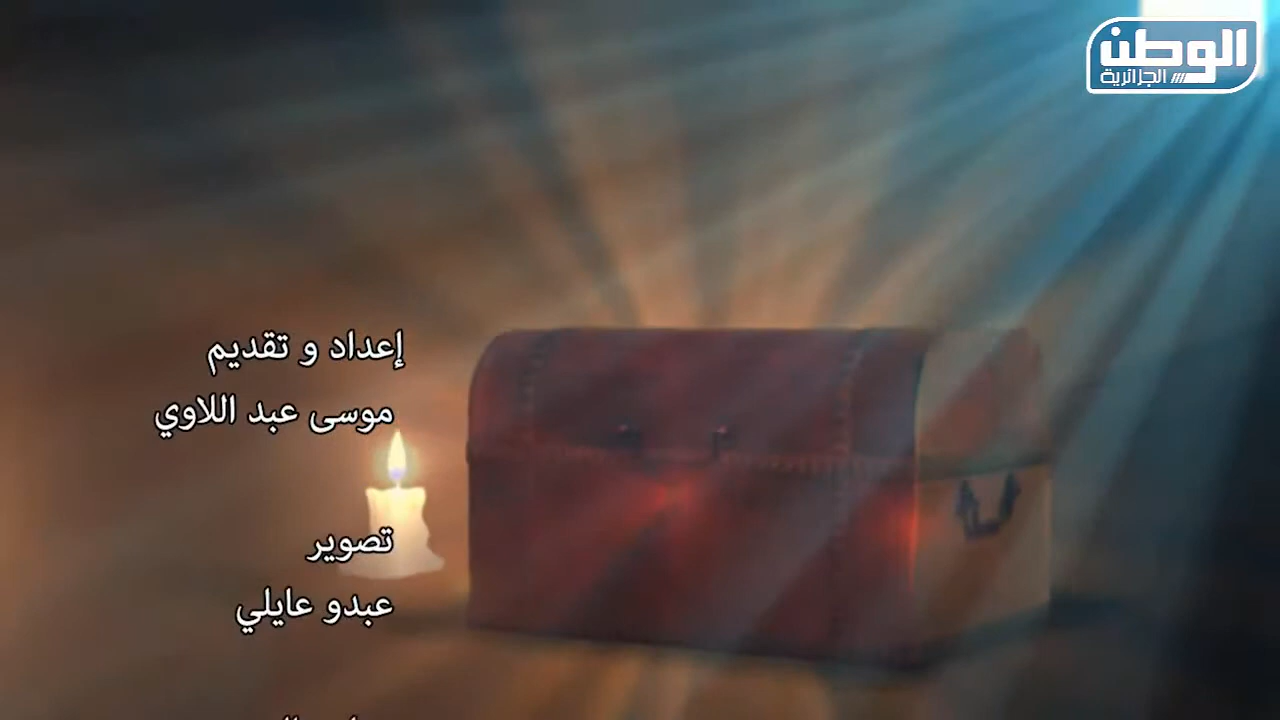 الوطن
الجزائرية
إعداد و تقديم
موسى عبد اللاوي
تصوير
عبدو عايلي